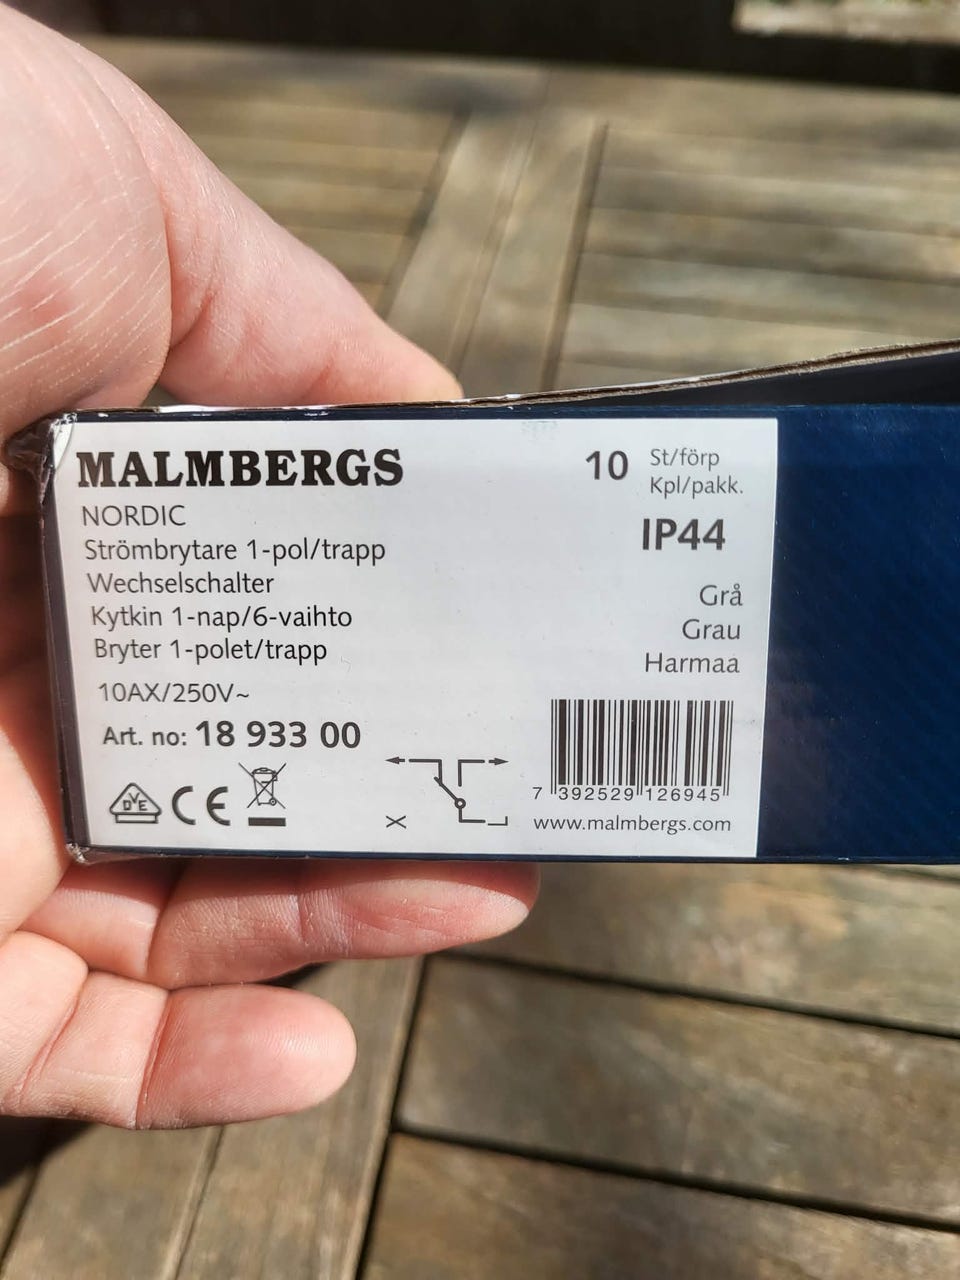 MALMBERGS
NORDIC
Strömbrytare 1-pol/trapp
Wechselschalter
Kytkin 1-nap/6-vaihto
Bryter 1-polet/trapp
10AX/250V~
Art. no: 18 933 00
10 St/förp
Kpl/pakk.
IP44
Grå
Grau
Harmaa
DVE CE
7 392529 126945
www.malmbergs.com